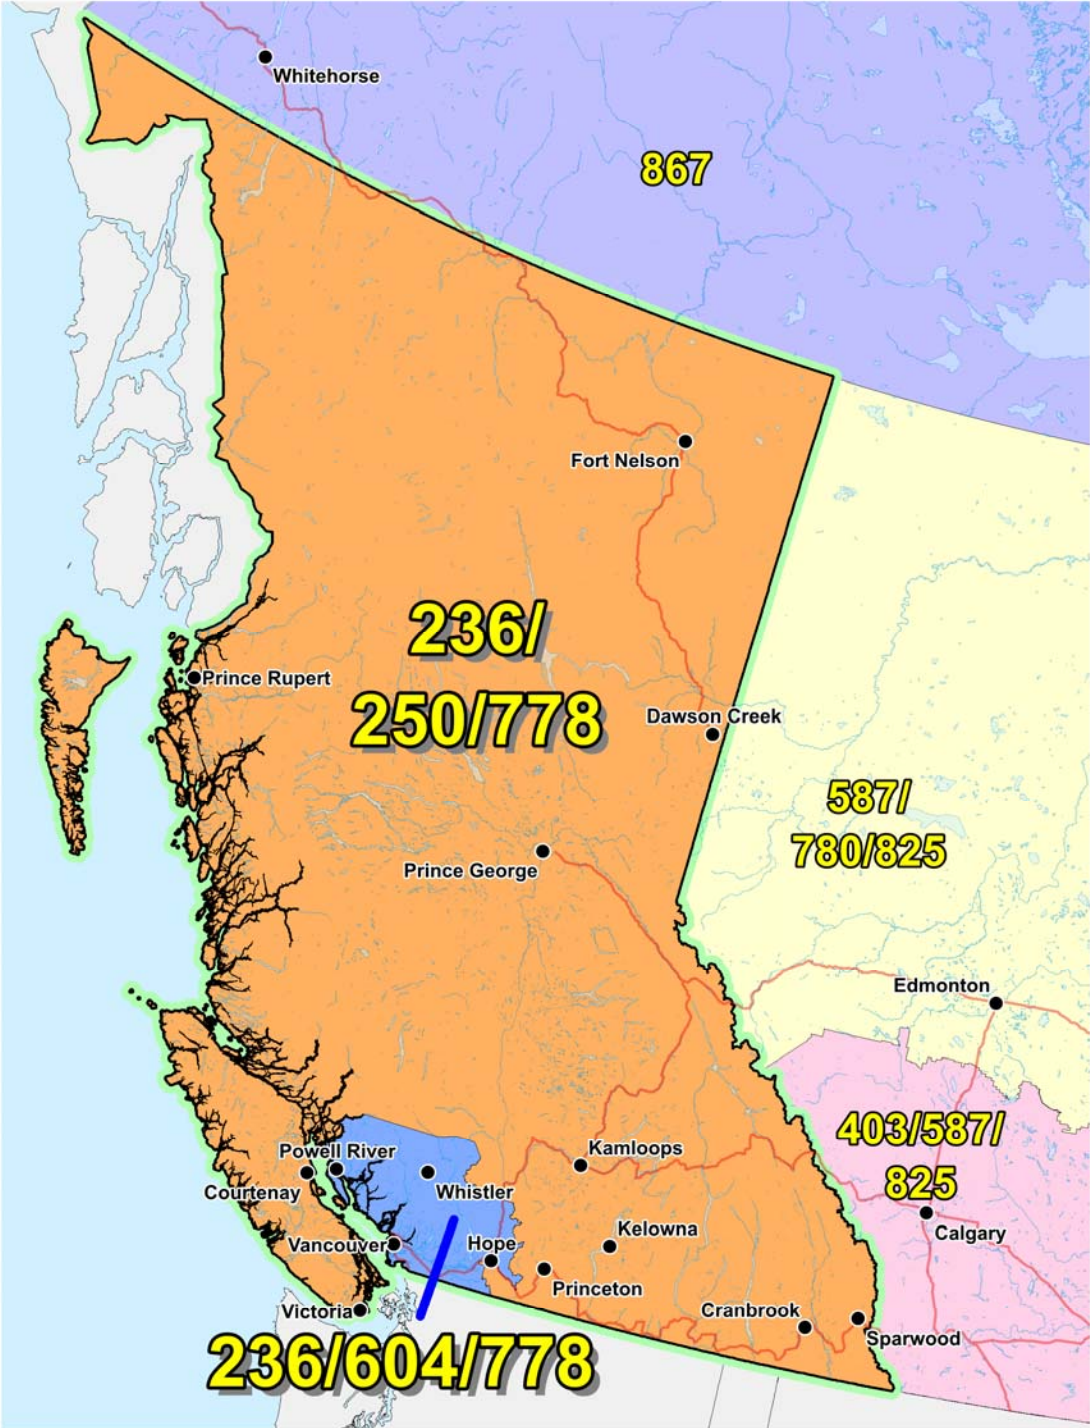 Whitehorse
867
Fort Nelson
236/
250/778
Prince Rupert
Dawson Creek
587/
780/825
Prince George
Edmonton
403/587/
825
Kamloops
Powell River
Courtenay
Whistler
Calgary
Kelowna
Vancouver
Hope
Princeton
Victoria
Cranbrook
Sparwood
236/604/778